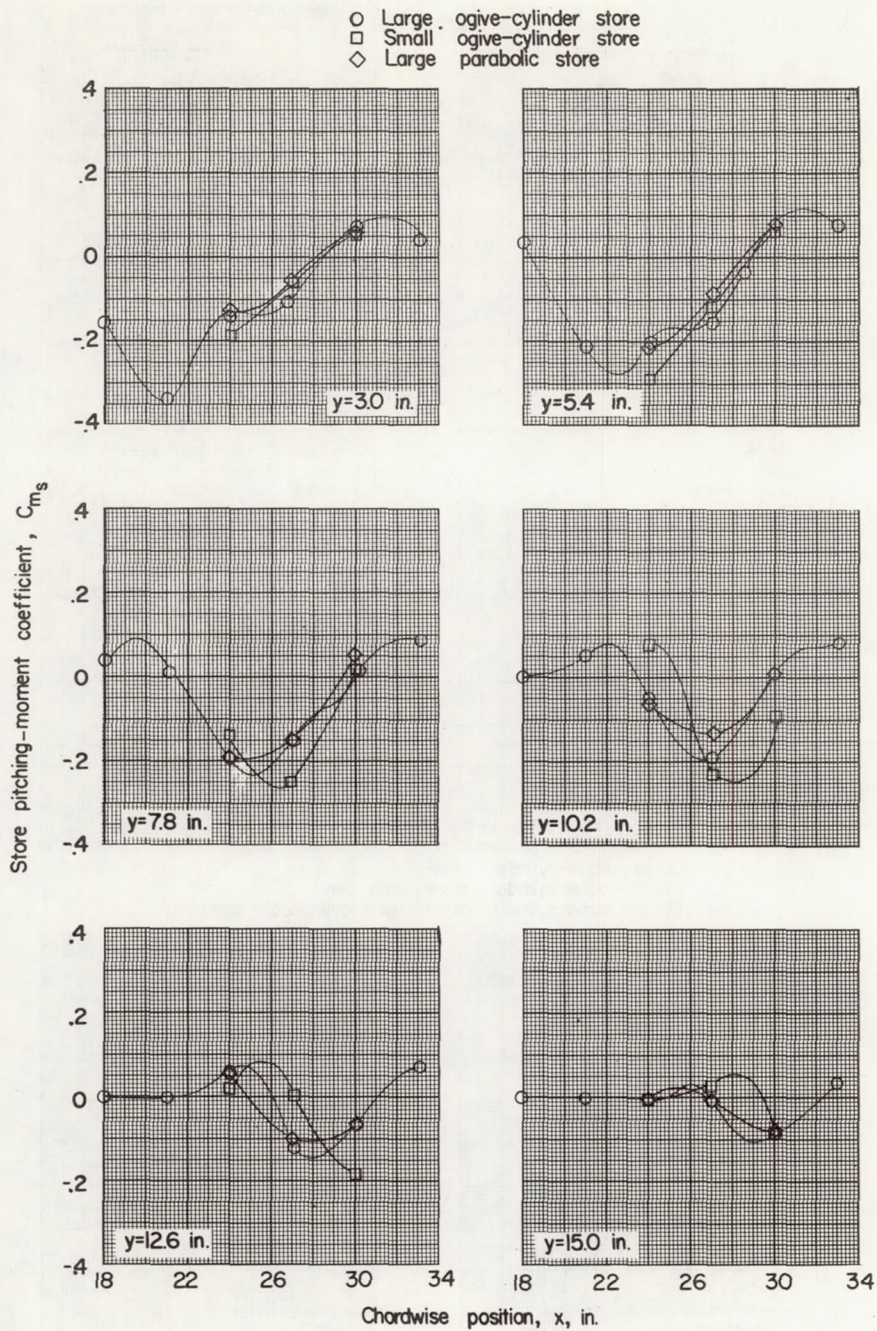 Large ogive-cylinder store
Small ogive-cylinder store
Large parabolic store
.4
.2
0
-.2
-.4
y=3.0 in.
y=5.4 in.
Store pitching-moment coefficient, Cms
.4
.2
0
-.2
-.4
y=7.8 in.
y=10.2 in.
.4
.2
0
-.2
-.4
y=12.6 in.
y=15.0 in.
18 22 26 30 34
18 22 26 30 34
Chordwise position, x, in.